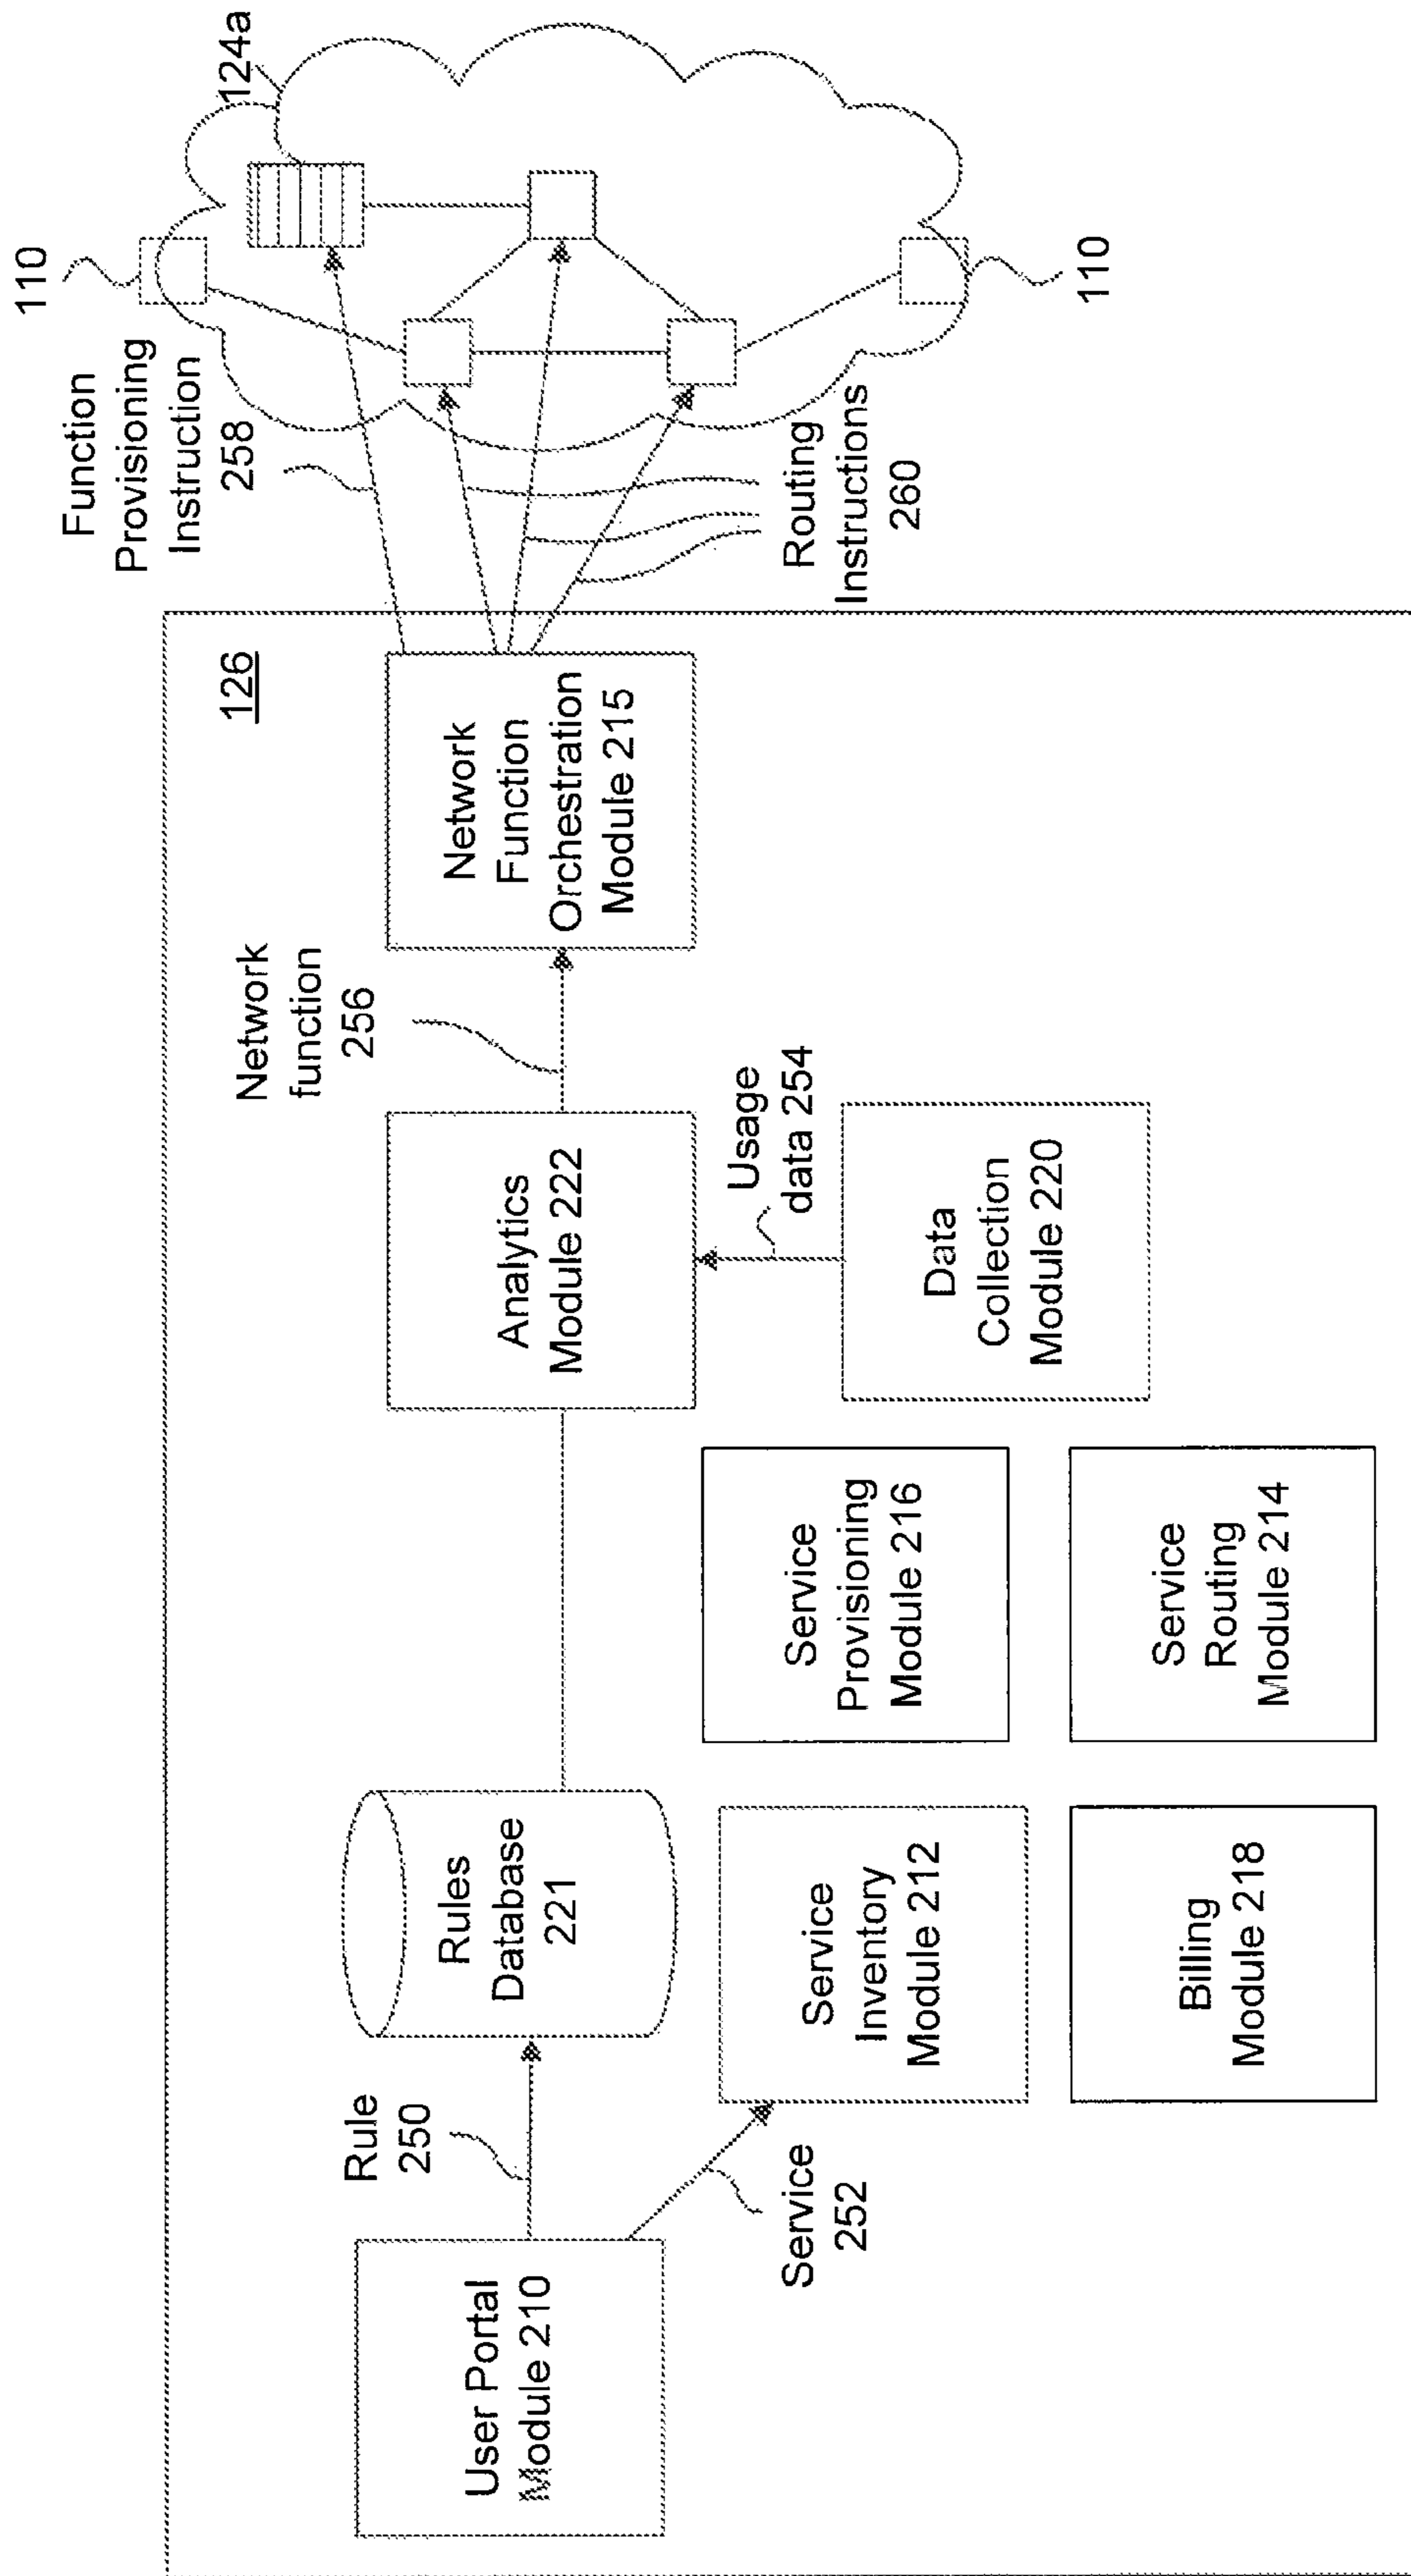 110
124a
Function
Provisioning
Instruction
258
126
Network
function
256
Network
Function
Orchestration
Module 215
Routing
Instructions
260
110
Rule
250
Rules
Database
221
Analytics
Module 222
Usage
data 254
User Portal
Module 210
Service
252
Service
Inventory
Module 212
Service
Provisioning
Module 216
Data
Collection
Module 220
Billing
Module 218
Service
Routing
Module 214